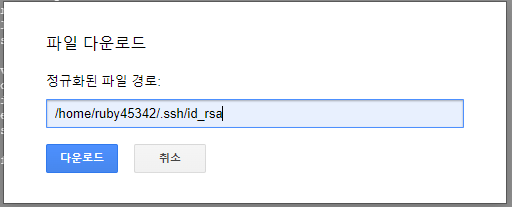 파일 다운로드
정규화된 파일 경로:
/home/ruby45342/.ssh/id_rsa
다운로드 취소